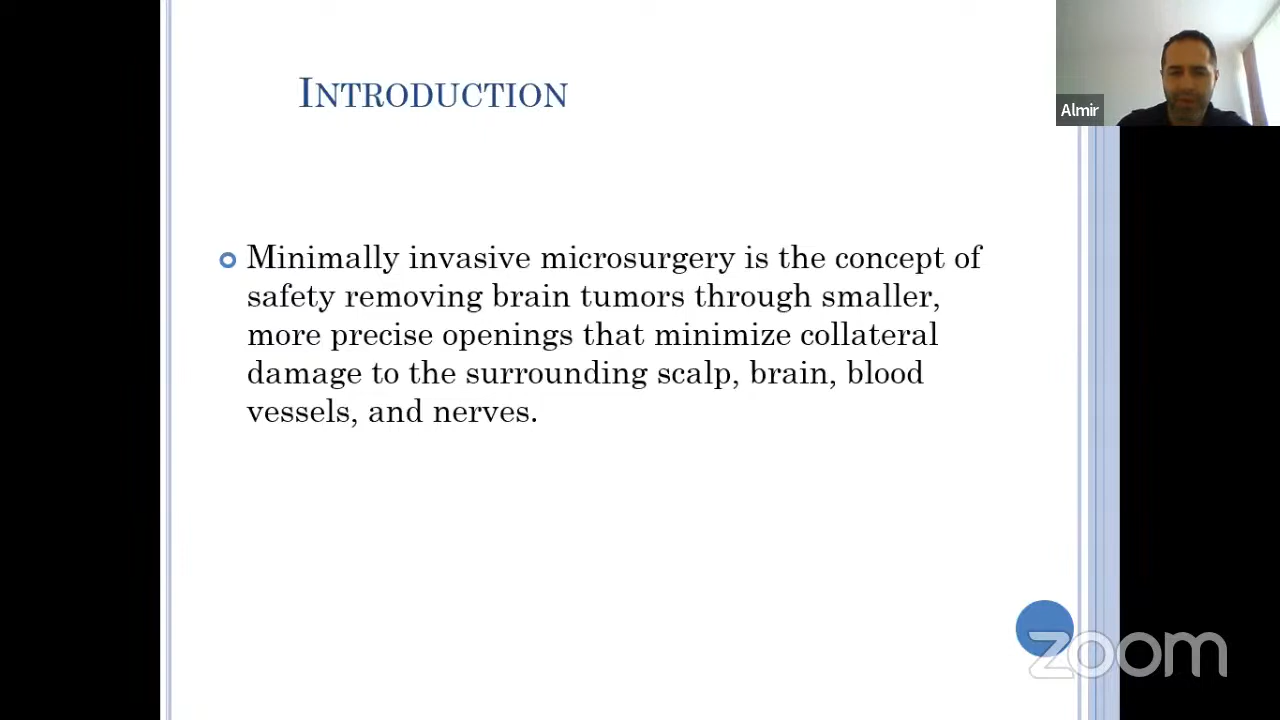 INTRODUCTION
Almir
Minimally invasive microsurgery is the concept of
safety removing brain tumors through smaller,
more precise openings that minimize collateral
damage to the surrounding scalp, brain, blood
vessels, and nerves.
zoom